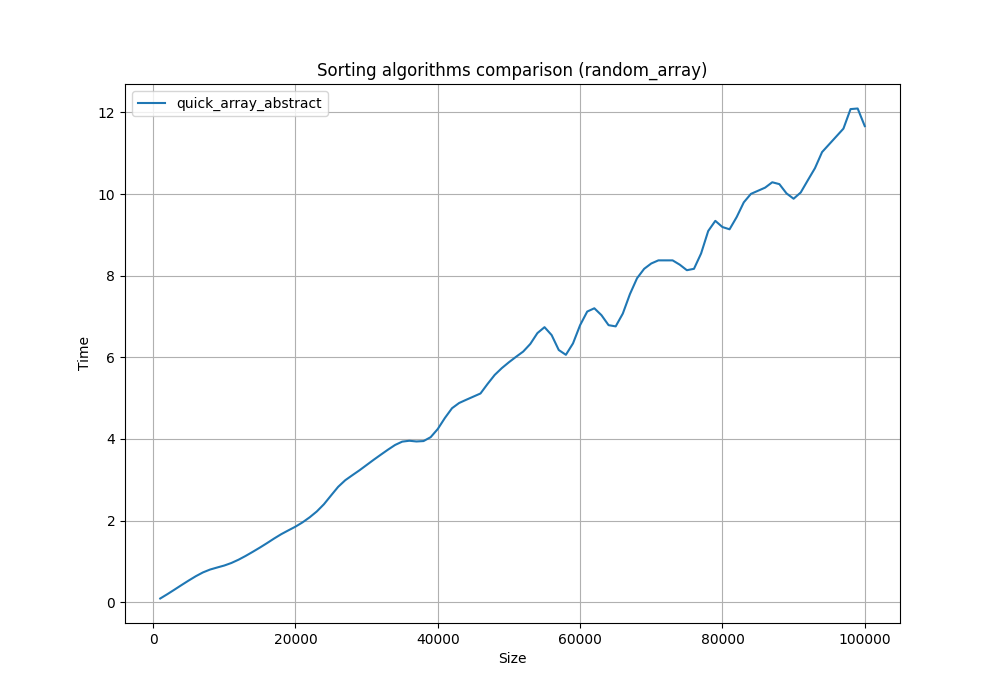 Sorting algorithms comparison (random_array)
quick_array_abstract
12
10
8
6
4
2
0
Time
0 20000 40000 60000 80000 100000
Size